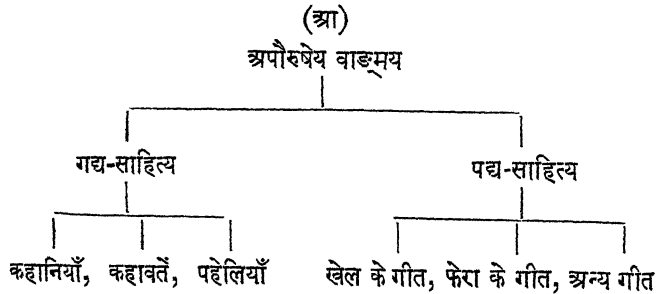 (आ)
अपौरुषेय वाङ्मय
गद्य-साहित्य पद्य-साहित्य
कहानियाँ, कहावतें, पहेलियाँ खेल के गीत, फेरा के गीत, अन्य गीत